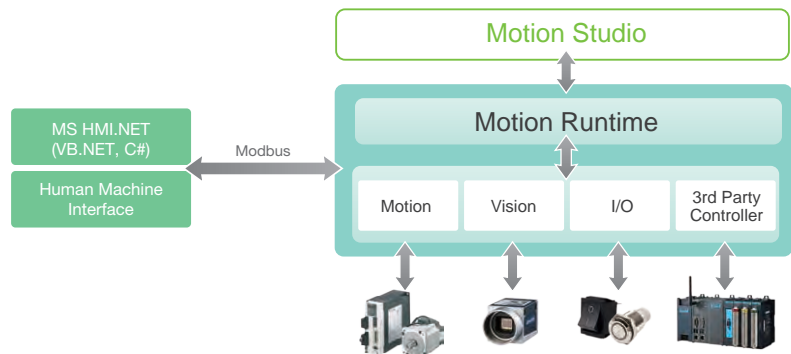 Motion Studio
Motion Runtime
MS HMI.NET
(VB.NET, C#)
Modbus
Human Machine
Interface
Motion
Vision
I/O
3rd Party
Controller